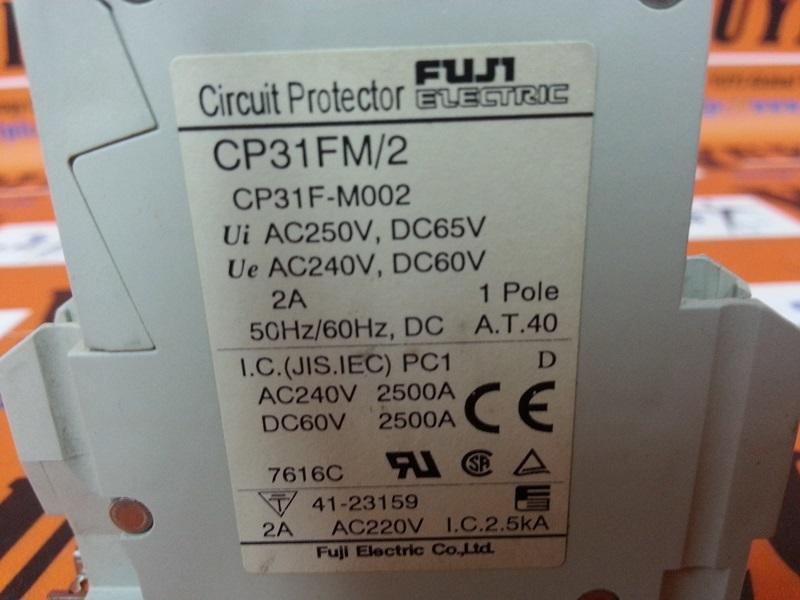 Circuit Protector FUJI ELECTRIC
CP31FM/2
CP31F-M002
Ui AC250V, DC65V
Ue AC240V, DC60V
2A 1 Pole
50Hz/60Hz, DC A.T.40
I.C.(JIS.IEC) PC1 D
AC240V 2500A
DC60V 2500A
CE
7616C
41-23159
2A AC220V I.C.2.5kA
Fuji Electric Co.,Ltd.